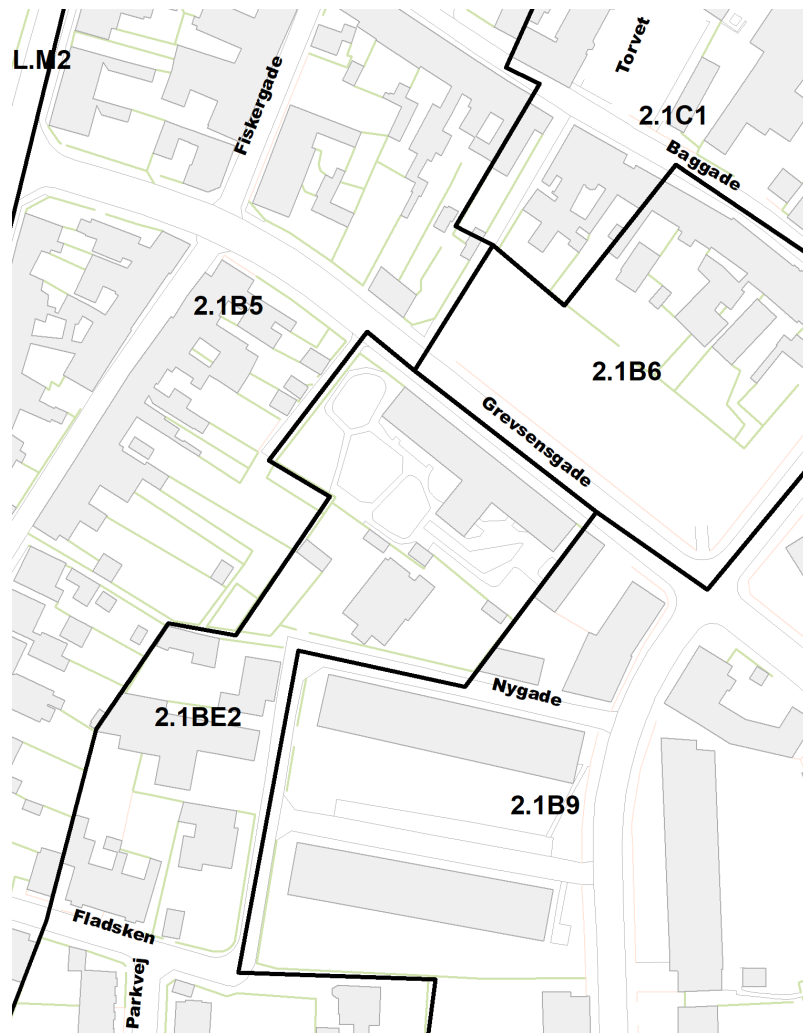 L.M2
Torvet
Fiskergade
2.1C1
Baggade
2.1B5
2.1B6
Grevsensgade
Nygade
2.1BE2
2.1B9
Fladsken
Parkvej